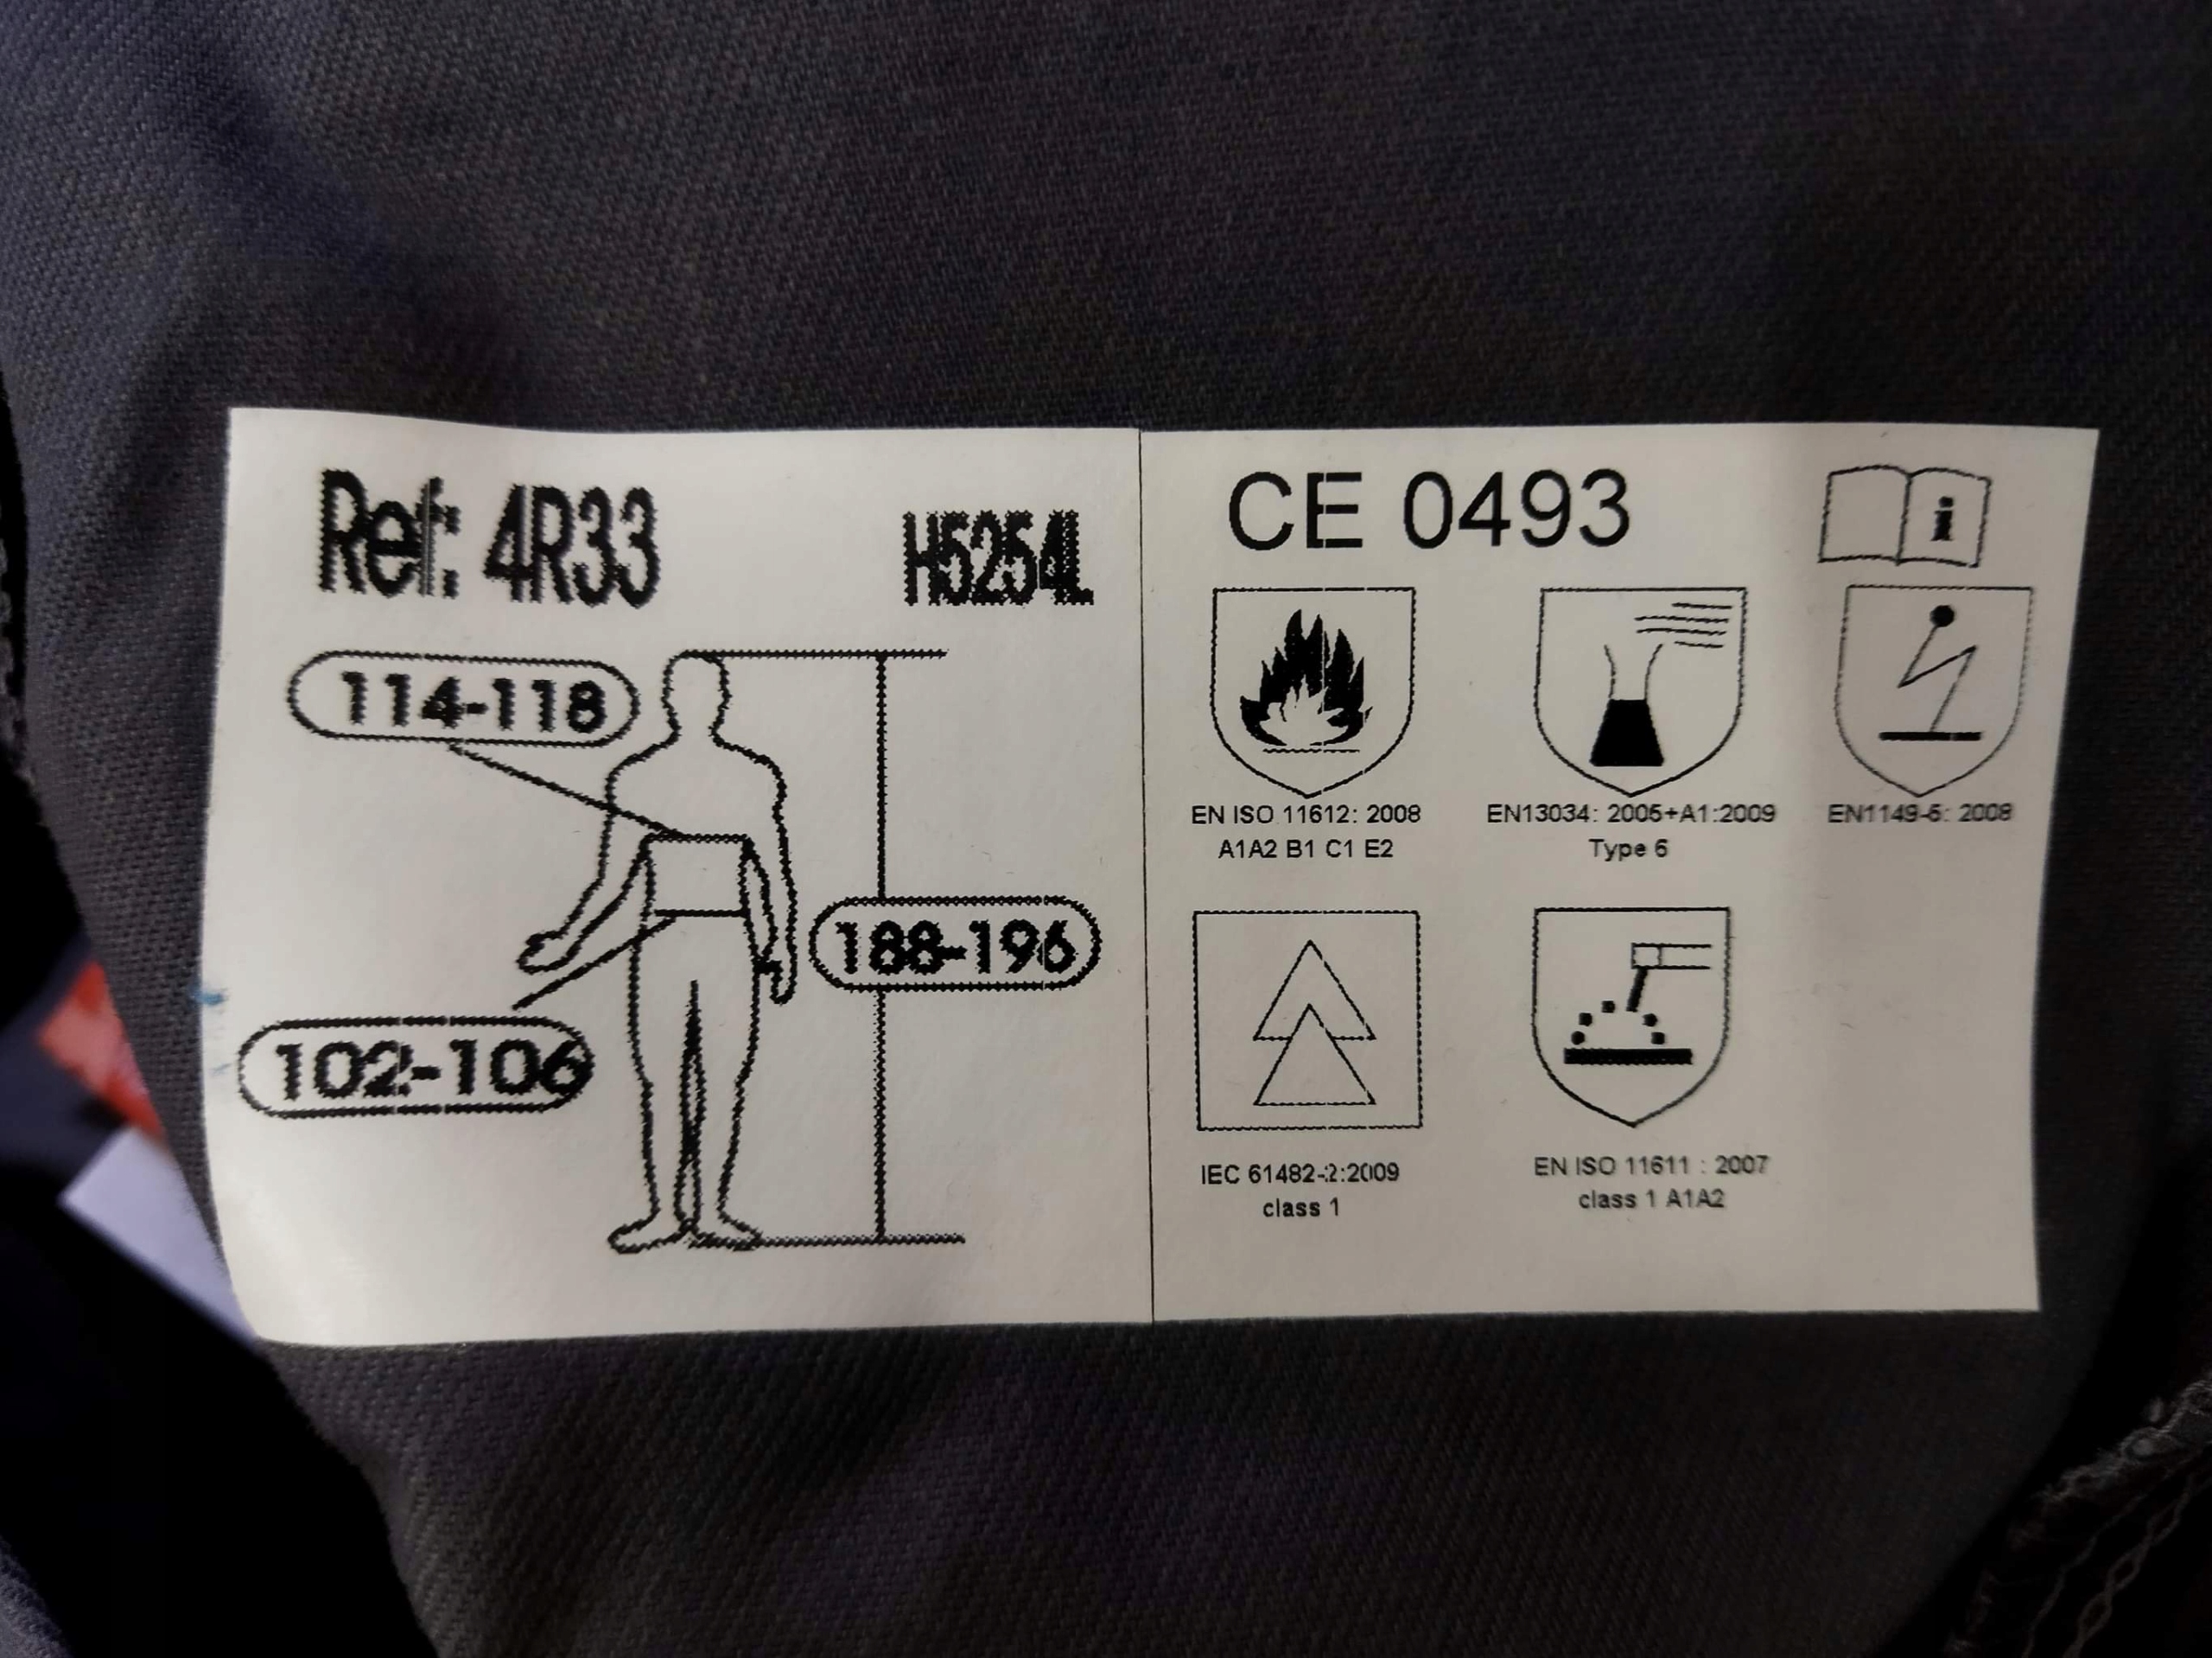 Ref: 4R33
H5254L
114-118
188-196
102-106
CE 0493
i
EN ISO 11612: 2008
A1A2 B1 C1 E2
EN13034: 2005+A1:2009
Type 6
EN1149-5: 2008
IEC 61482-2:2009
class 1
EN ISO 11611 : 2007
class 1 A1A2